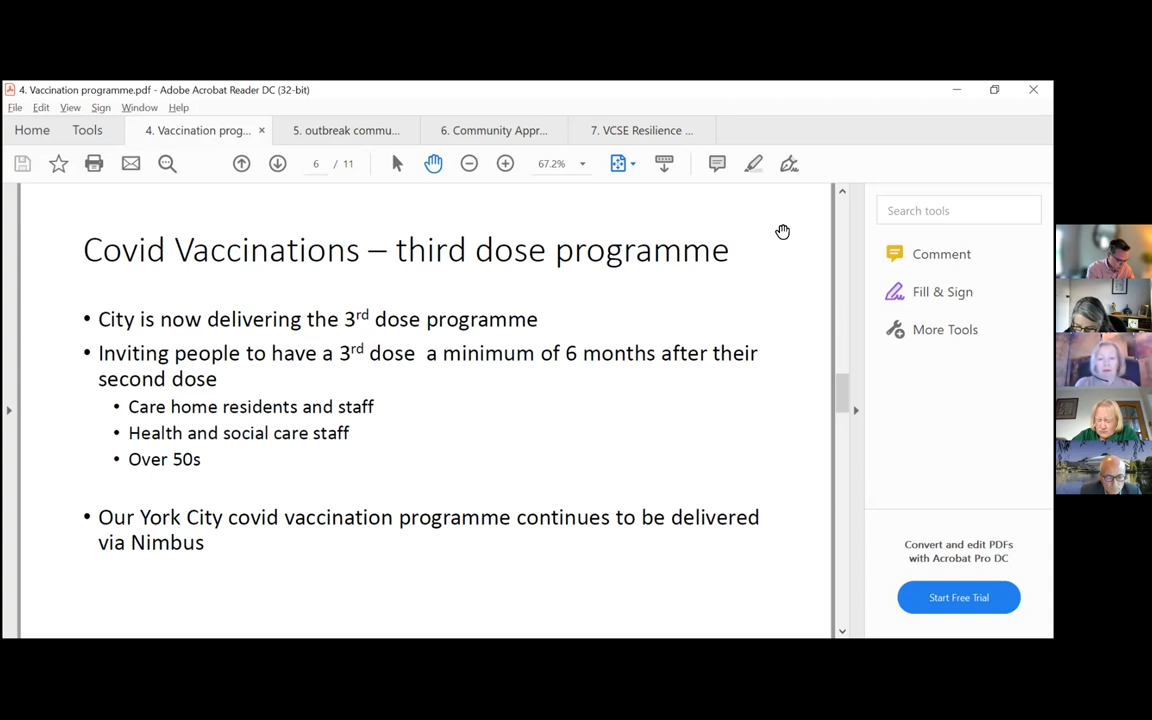 4. Vaccination programme.pdf - Adobe Acrobat Reader DC (32-bit)
File Edit View Sign Window Help
Home Tools 4. Vaccination prog... × 5. outbreak commu... 6. Community Appr... 7. VCSE Resilience ...
6 / 11 67.2%
Covid Vaccinations – third dose programme
• City is now delivering the 3rd dose programme
• Inviting people to have a 3rd dose a minimum of 6 months after their
second dose
• Care home residents and staff
• Health and social care staff
• Over 50s
• Our York City covid vaccination programme continues to be delivered
via Nimbus
Search tools
Comment
Fill & Sign
More Tools
Convert and edit PDFs
with Acrobat Pro DC
Start Free Trial